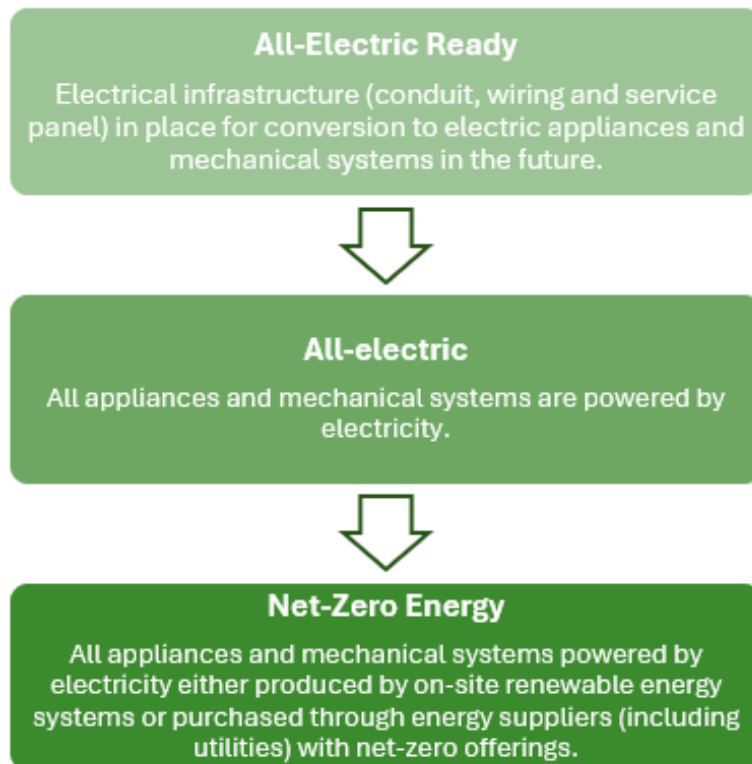 All-Electric Ready
Electrical infrastructure (conduit, wiring and service
panel) in place for conversion to electric appliances and
mechanical systems in the future.
All-electric
All appliances and mechanical systems are powered by
electricity.
Net-Zero Energy
All appliances and mechanical systems powered by
electricity either produced by on-site renewable energy
systems or purchased through energy suppliers (including
utilities) with net-zero offerings.